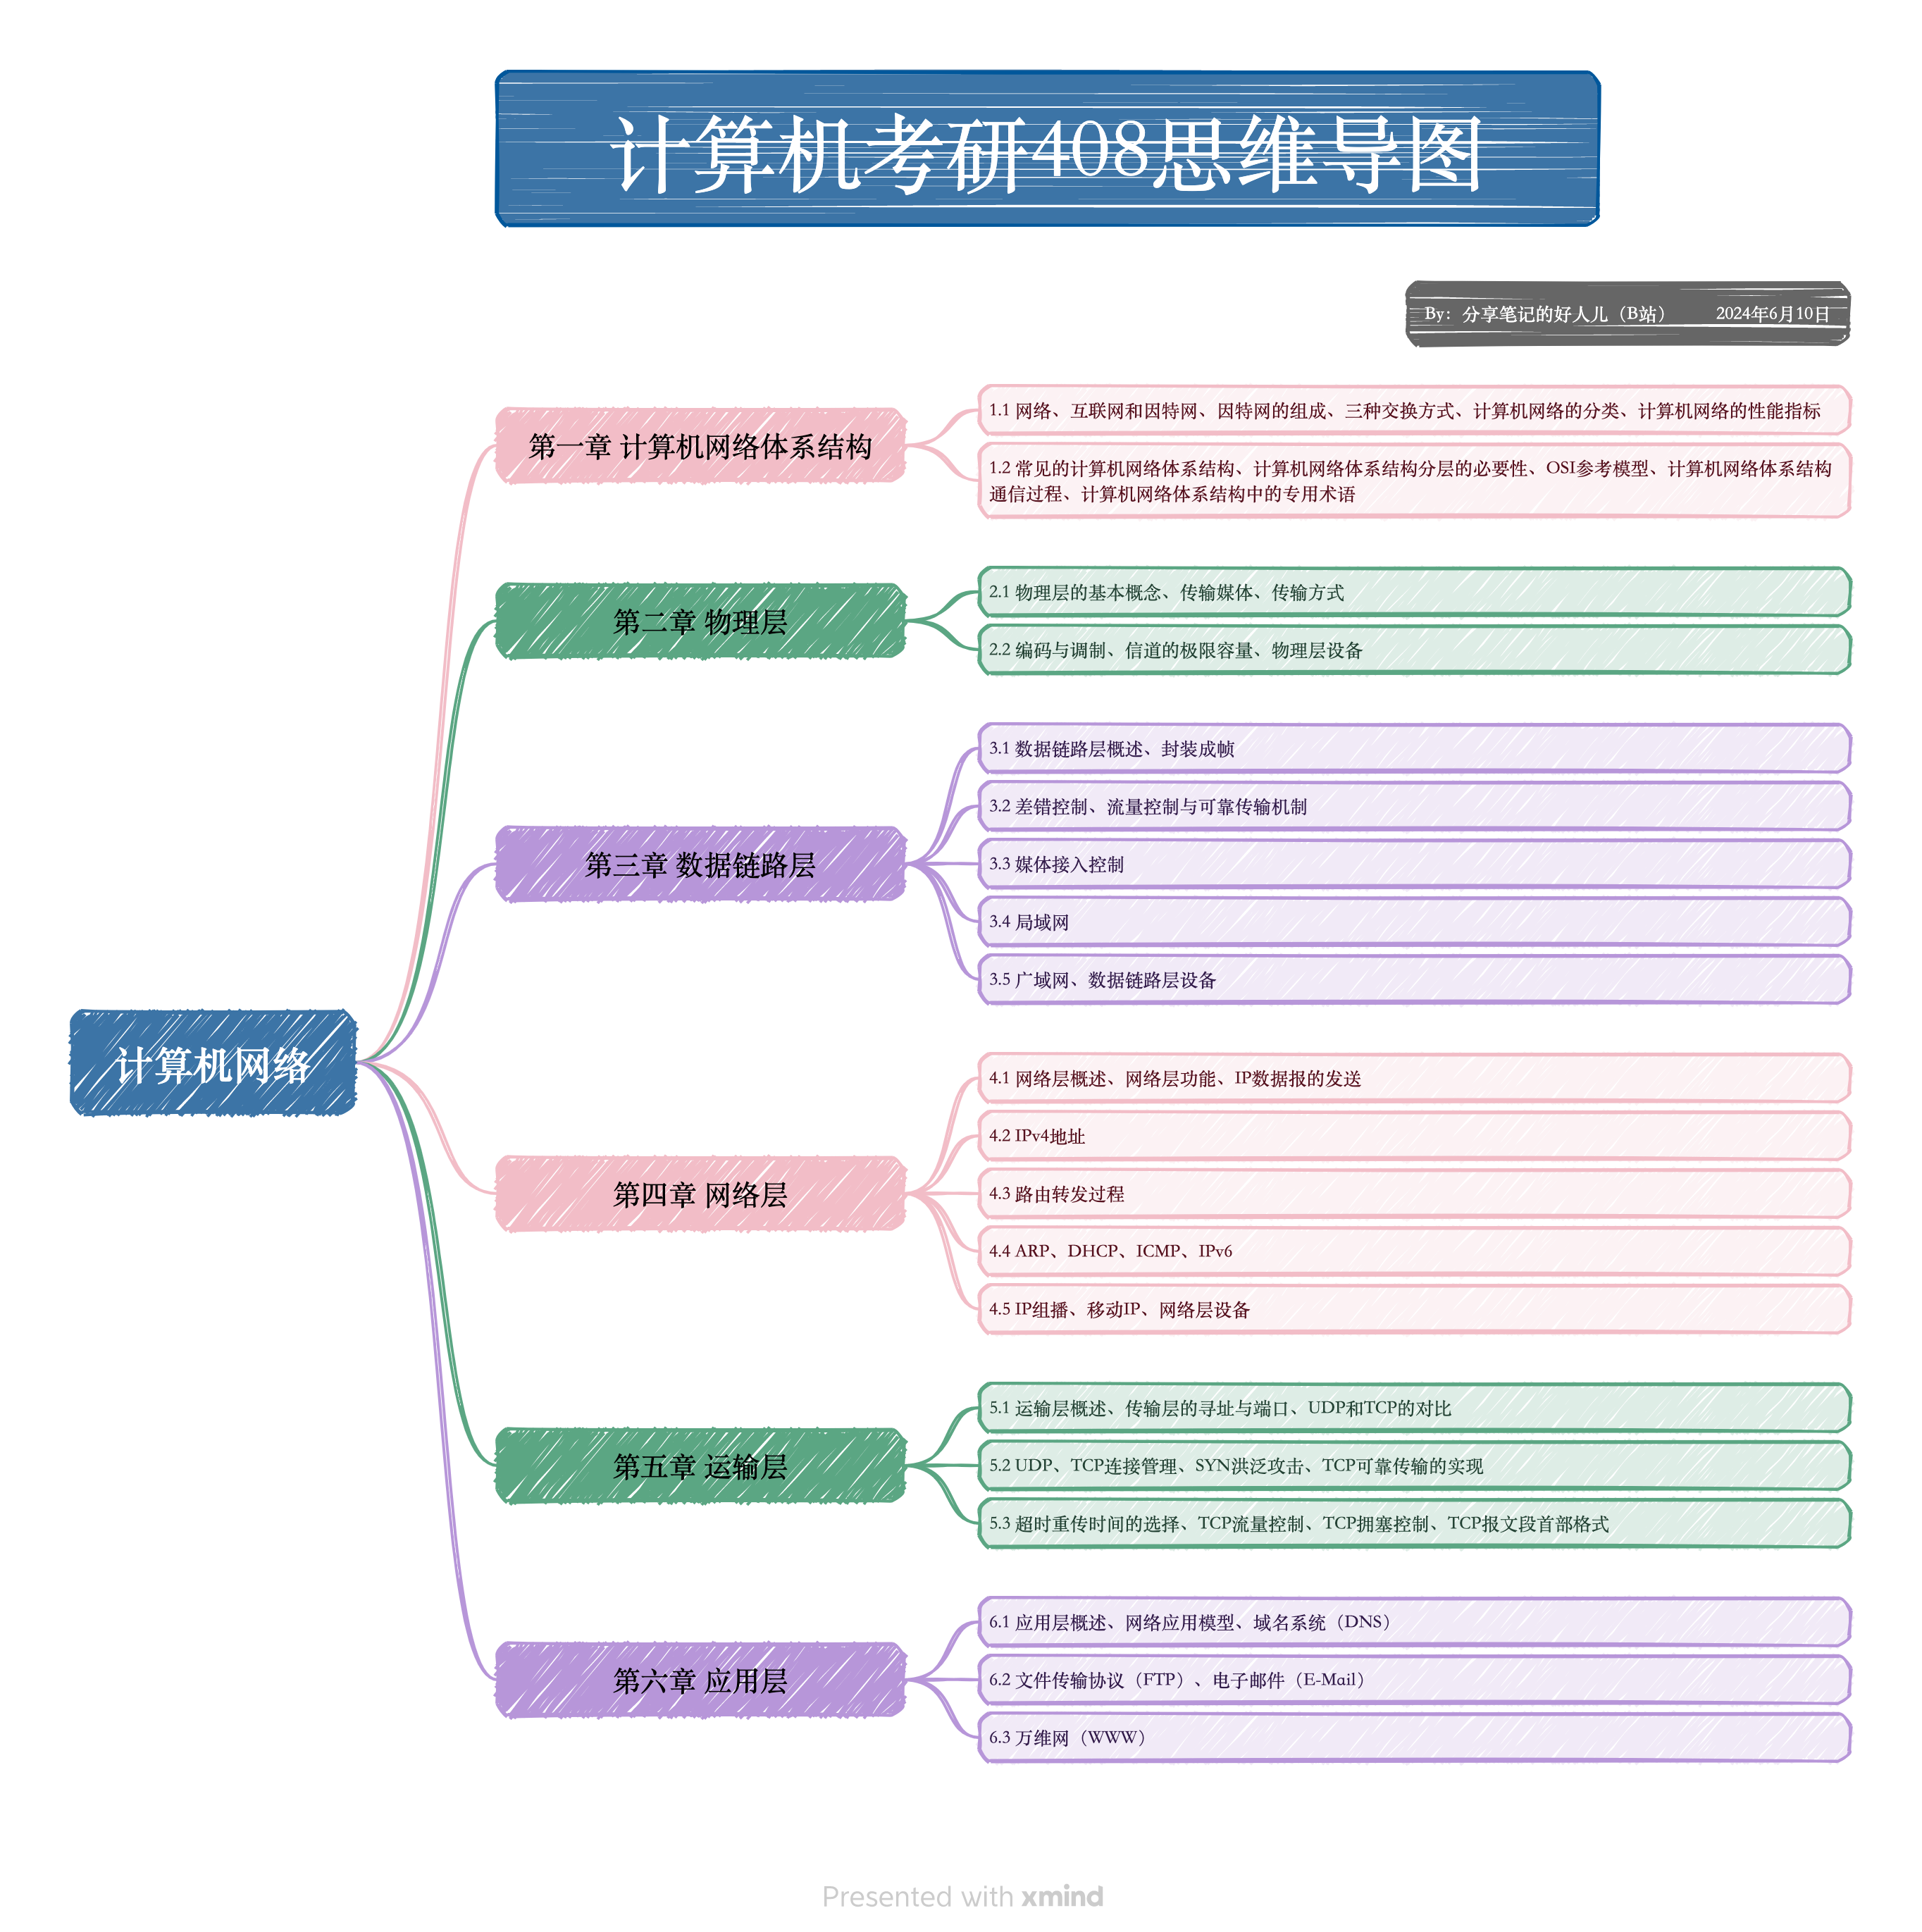 计算机考研408思维导图
By：分享笔记的好人儿（B站） 2024年6月10日
计算机网络
第一章 计算机网络体系结构
1.1 网络、互联网和因特网、因特网的组成、三种交换方式、计算机网络的分类、计算机网络的性能指标
1.2 常见的计算机网络体系结构、计算机网络体系结构分层的必要性、OSI参考模型、计算机网络体系结构
通信过程、计算机网络体系结构中的专用术语
第二章 物理层
2.1 物理层的基本概念、传输媒体、传输方式
2.2 编码与调制、信道的极限容量、物理层设备
第三章 数据链路层
3.1 数据链路层概述、封装成帧
3.2 差错控制、流量控制与可靠传输机制
3.3 媒体接入控制
3.4 局域网
3.5 广域网、数据链路层设备
第四章 网络层
4.1 网络层概述、网络层功能、IP数据报的发送
4.2 IPv4地址
4.3 路由转发过程
4.4 ARP、DHCP、ICMP、IPv6
4.5 IP组播、移动IP、网络层设备
第五章 运输层
5.1 运输层概述、传输层的寻址与端口、UDP和TCP的对比
5.2 UDP、TCP连接管理、SYN洪泛攻击、TCP可靠传输的实现
5.3 超时重传时间的选择、TCP流量控制、TCP拥塞控制、TCP报文段首部格式
第六章 应用层
6.1 应用层概述、网络应用模型、域名系统（DNS）
6.2 文件传输协议（FTP）、电子邮件（E-Mail）
6.3 万维网（WWW）
Presented with xmind